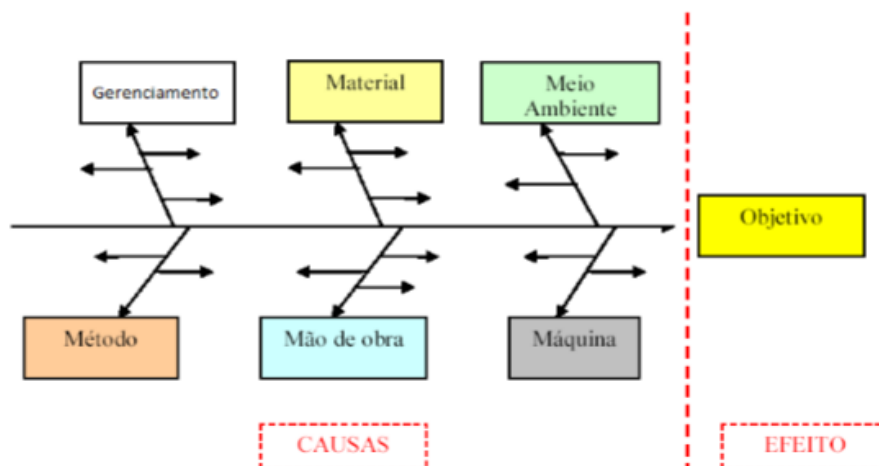 Gerenciamento
Material
Meio
Ambiente
Objetivo
Método
Mão de obra
Máquina
CAUSAS
EFEITO